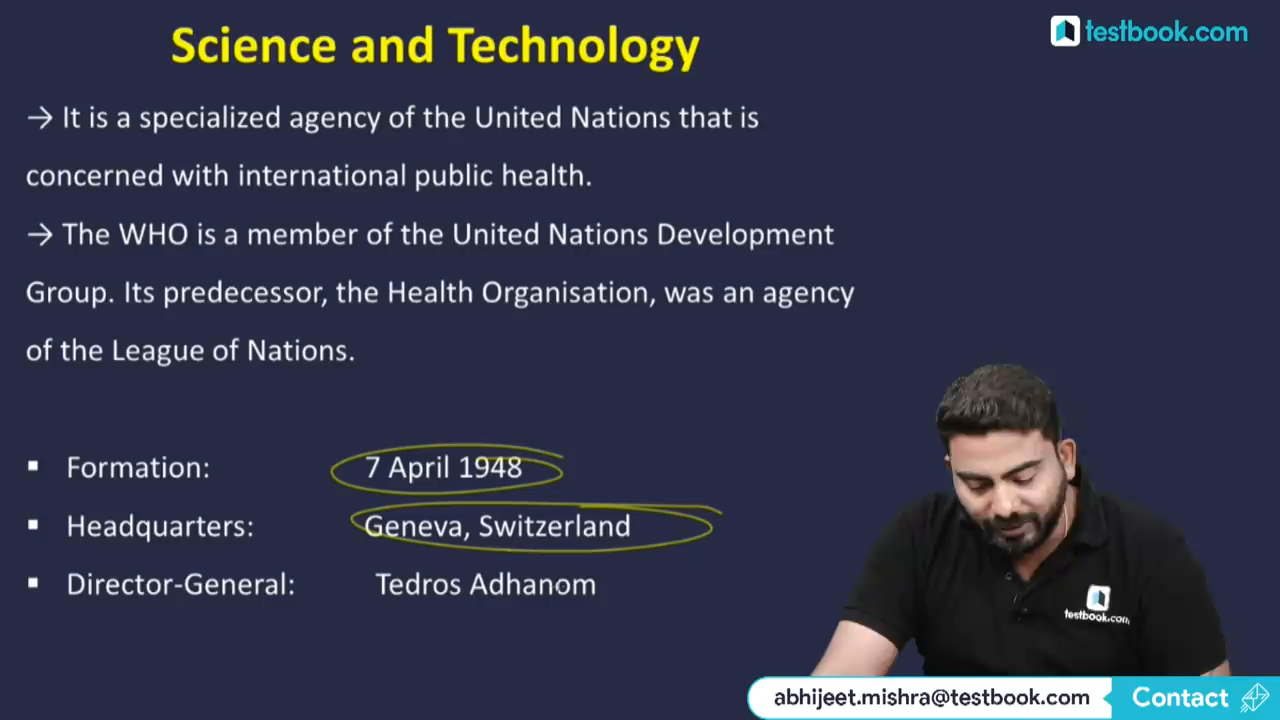 Science and Technology
testbook.com
→ It is a specialized agency of the United Nations that is
concerned with international public health.
→ The WHO is a member of the United Nations Development
Group. Its predecessor, the Health Organisation, was an agency
of the League of Nations.
▪ Formation: 7 April 1948
▪ Headquarters: Geneva, Switzerland
▪ Director-General: Tedros Adhanom
testbook.com
abhijeet.mishra@testbook.com Contact